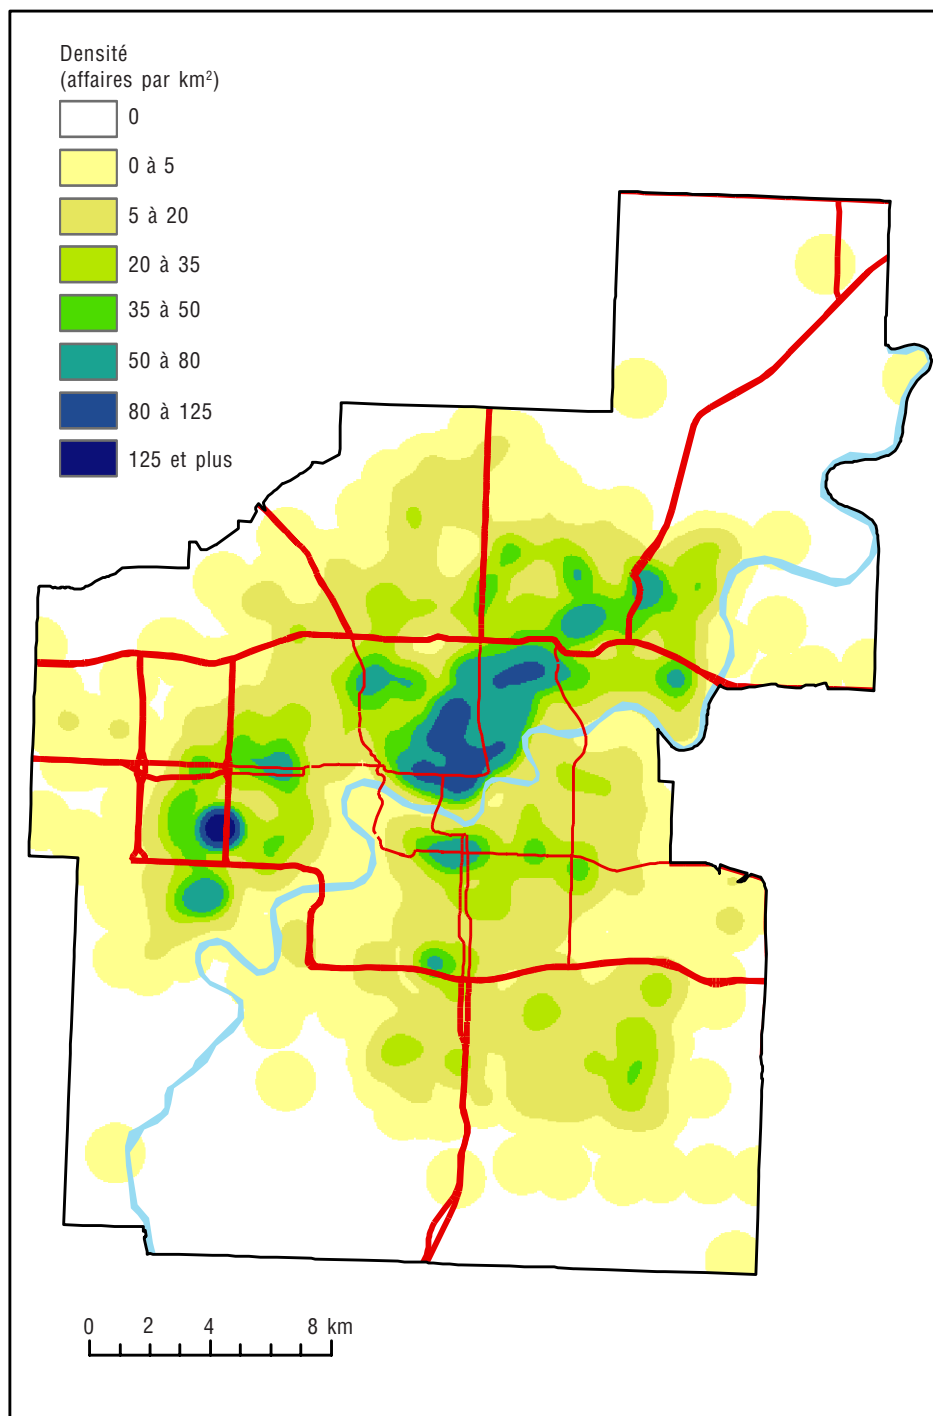 Densité
(affaires par km²)
0
0 à 5
5 à 20
20 à 35
35 à 50
50 à 80
80 à 125
125 et plus
0 2 4 8 km